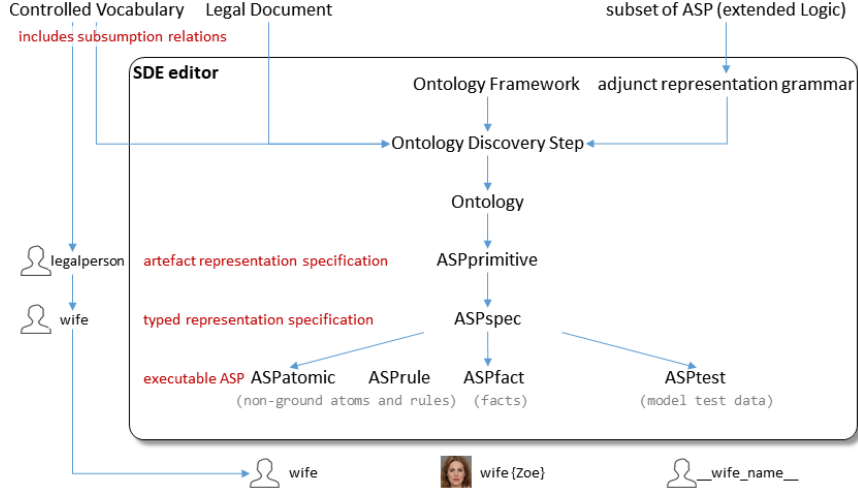 Controlled Vocabulary
Legal Document
subset of ASP (extended Logic)
includes subsumption relations
SDE editor
Ontology Framework
adjunct representation grammar
Ontology Discovery Step
Ontology
legalperson
artefact representation specification
ASPprimitive
wife
typed representation specification
ASPspec
executable ASP
ASPatomic
ASPrule
ASPfact
ASPtest
(non-ground atoms and rules)
(facts)
(model test data)
wife
wife {Zoe}
__wife_name__